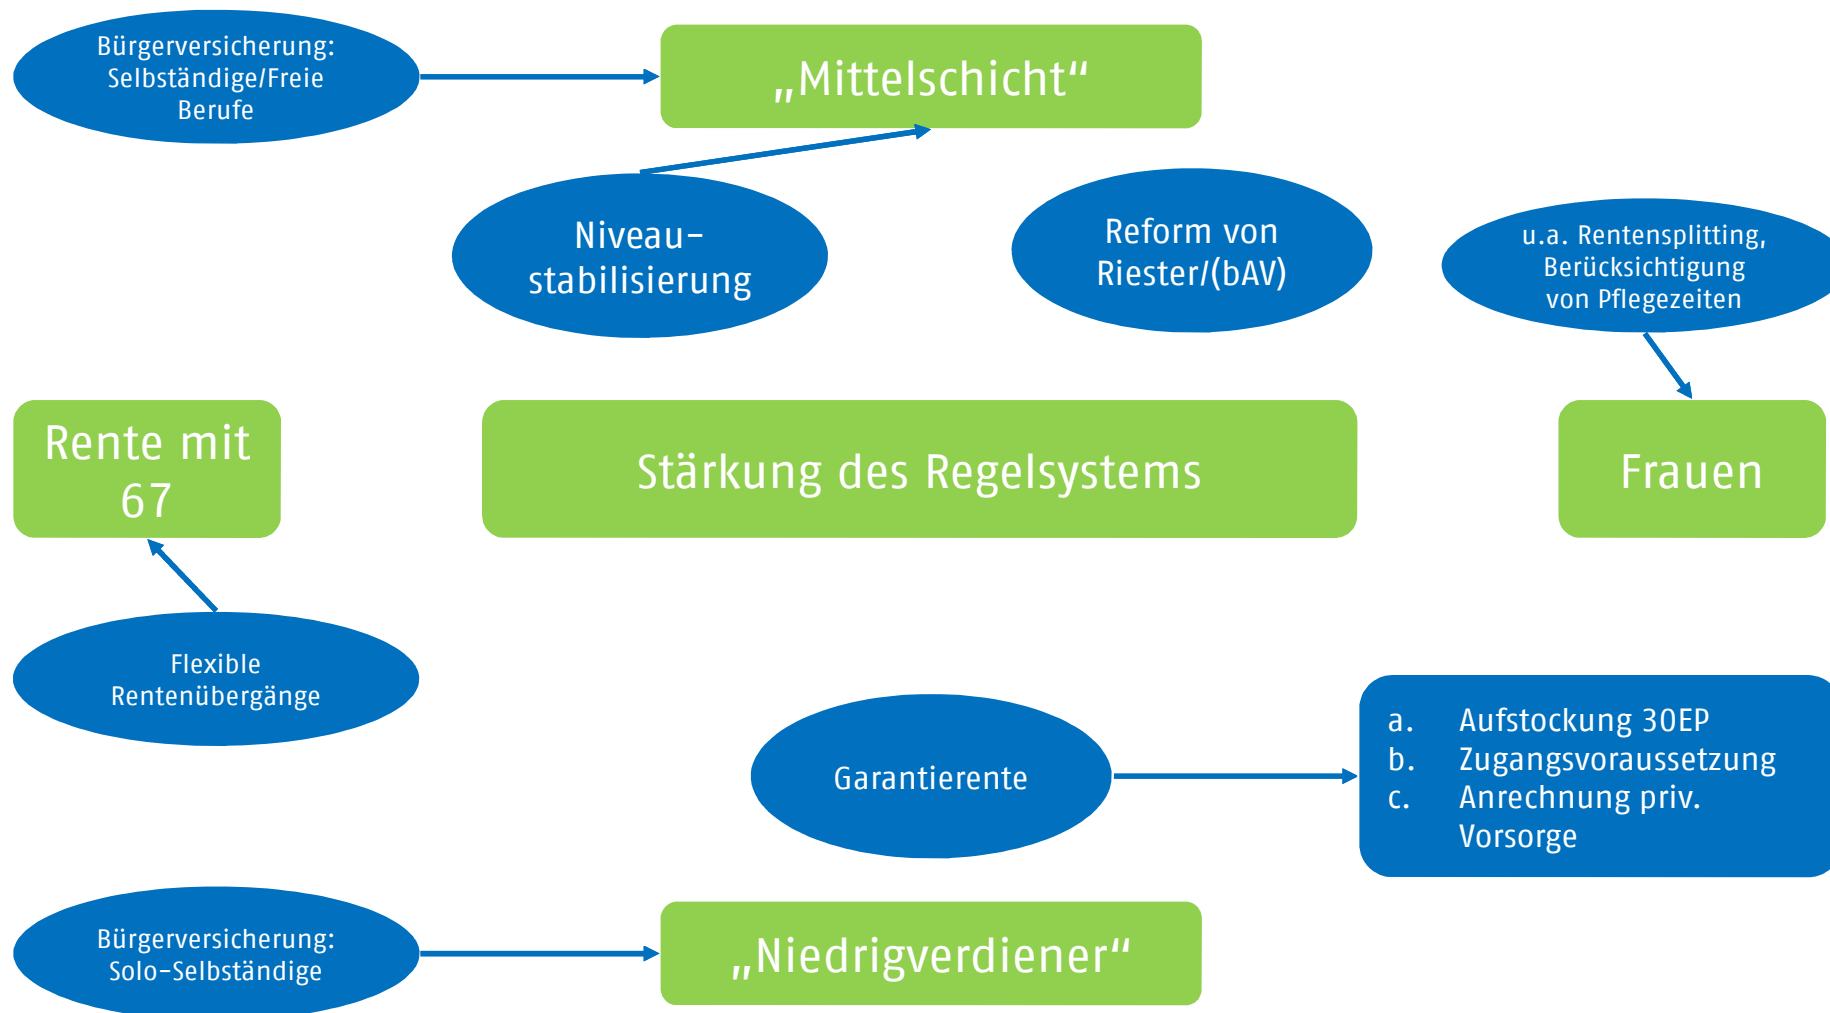 Bürgerversicherung:
Selbständige/Freie
Berufe
„Mittelschicht“
Niveau-
stabilisierung
Reform von
Riester/(bAV)
u.a. Rentensplitting,
Berücksichtigung
von Pflegezeiten
Rente mit
67
Stärkung des Regelsystems
Frauen
Flexible
Rentenübergänge
Garantierente
a. Aufstockung 30EP
b. Zugangsvoraussetzung
c. Anrechnung priv.
Vorsorge
Bürgerversicherung:
Solo-Selbständige
„Niedrigverdiener“